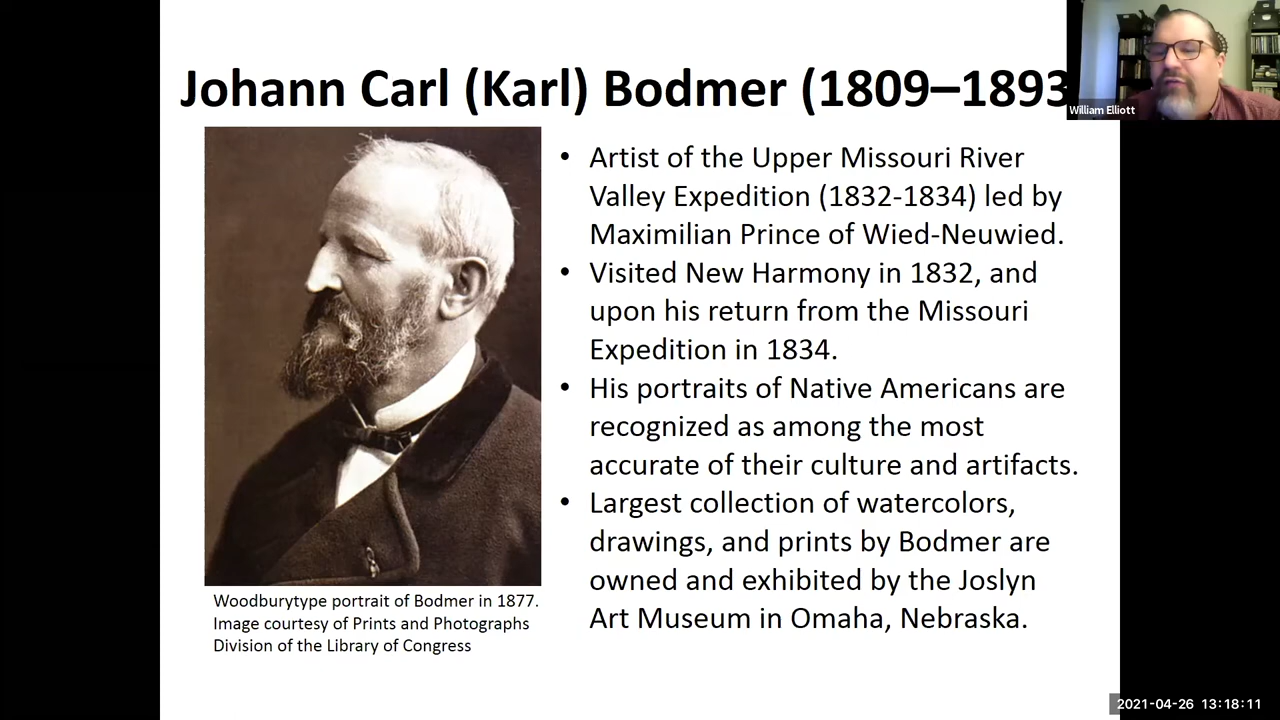 Johann Carl (Karl) Bodmer (1809–1893
William Elliott
• Artist of the Upper Missouri River
Valley Expedition (1832-1834) led by
Maximilian Prince of Wied-Neuwied.
• Visited New Harmony in 1832, and
upon his return from the Missouri
Expedition in 1834.
• His portraits of Native Americans are
recognized as among the most
accurate of their culture and artifacts.
• Largest collection of watercolors,
drawings, and prints by Bodmer are
owned and exhibited by the Joslyn
Art Museum in Omaha, Nebraska.
Woodburytype portrait of Bodmer in 1877.
Image courtesy of Prints and Photographs
Division of the Library of Congress
2021-04-26 13:18:11